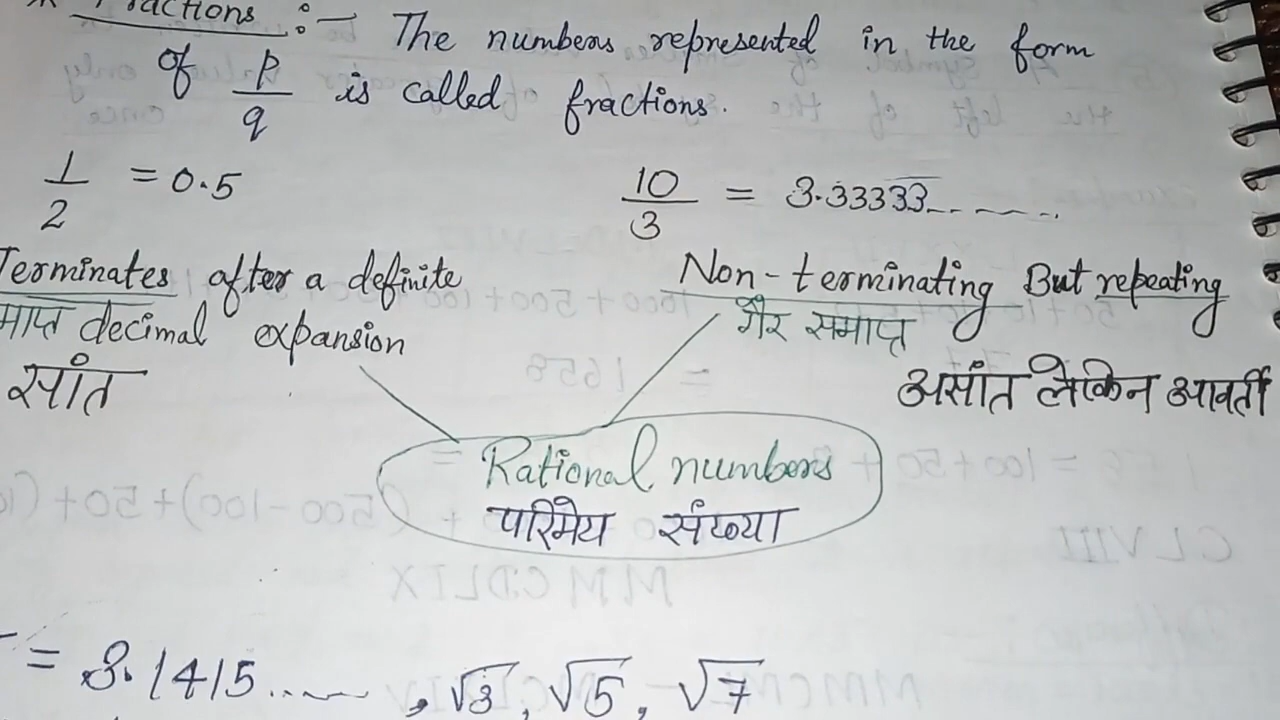 Fractions :- The numbers represented in the form
of p/q is called fractions.
1/2 = 0.5
10/3 = 3.33333.......
Terminates after a definite
माप्त decimal expansion
सांत
Non-terminating But repeating
गैर समाप्त
असांत लेकिन आवर्ती
Rational numbers
परिमेय संख्या
= 3.1415......, √3, √5, √7